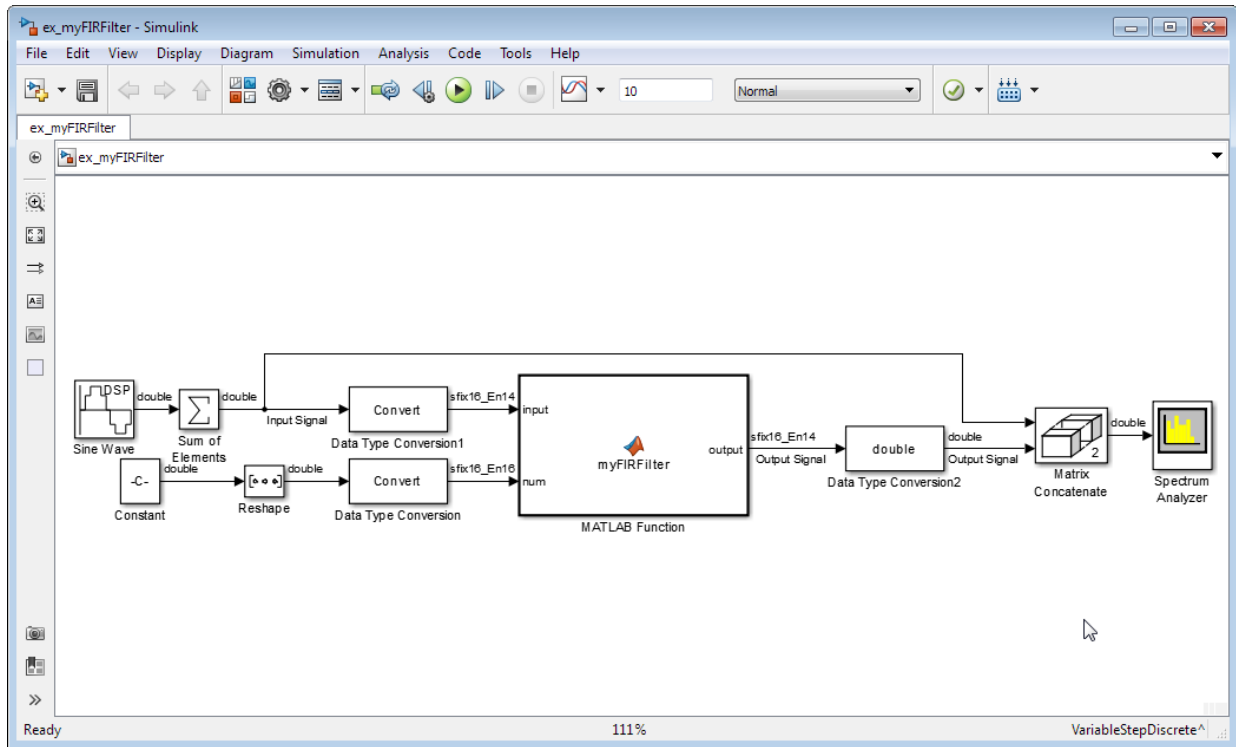 ex_myFIRFilter - Simulink
File Edit View Display Diagram Simulation Analysis Code Tools Help
10
Normal
ex_myFIRFilter
ex_myFIRFilter
DSP
double
double
Input Signal
Sine Wave
Sum of
Elements
Convert
Data Type Conversion1
sfix16_En14
input
-C-
Constant
double
Reshape
double
Convert
Data Type Conversion
sfix16_En16
num
myFIRFilter
output
MATLAB Function
sfix16_En14
Output Signal
double
Data Type Conversion2
double
Output Signal
2
Matrix
Concatenate
double
Spectrum
Analyzer
Ready
111%
VariableStepDiscrete^